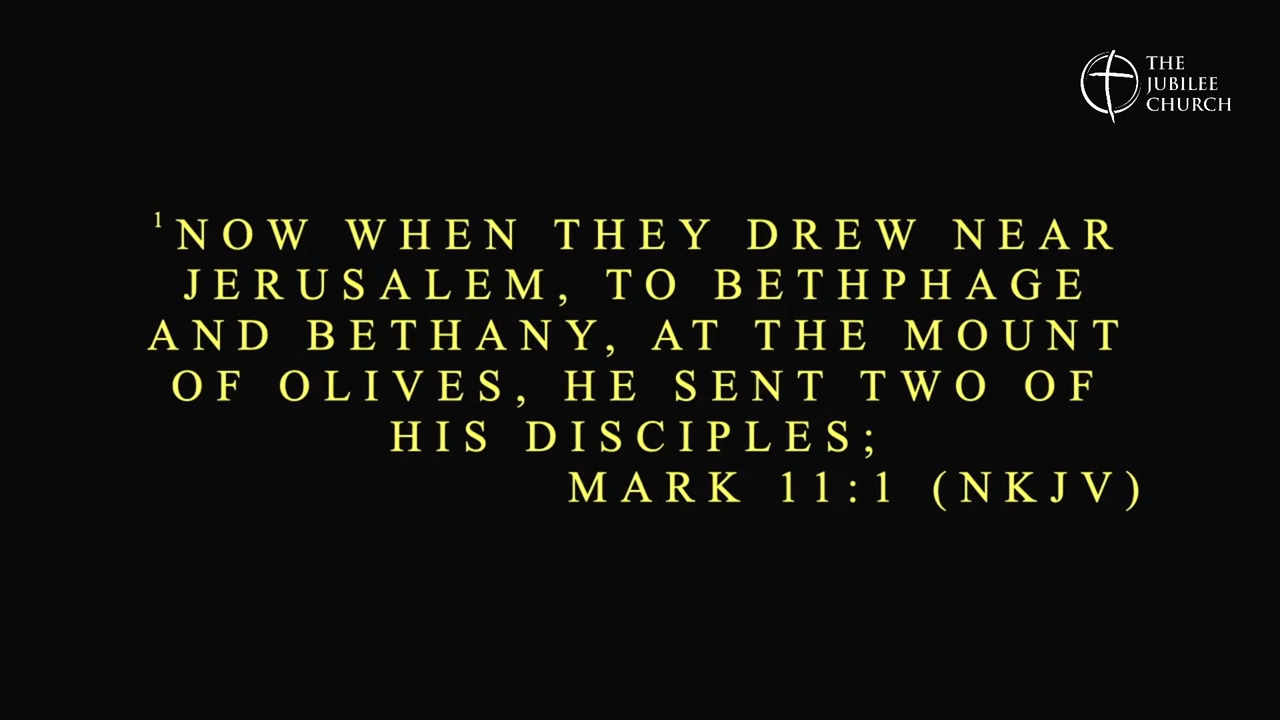 THE
JUBILEE
CHURCH
¹NOW WHEN THEY DREW NEAR
JERUSALEM, TO BETHPHAGE
AND BETHANY, AT THE MOUNT
OF OLIVES, HE SENT TWO OF
HIS DISCIPLES;
MARK 11:1 (NKJV)